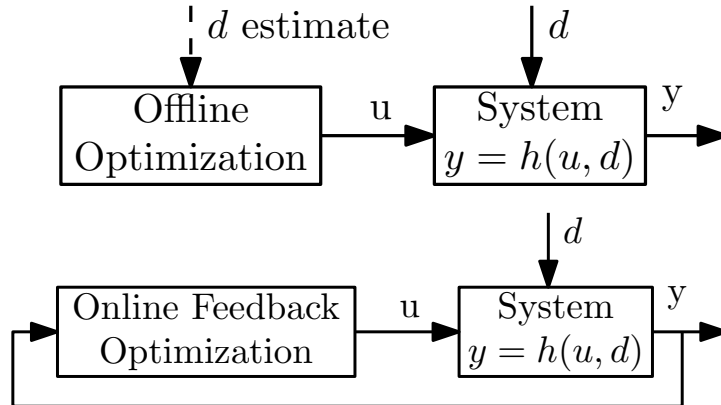 d estimate
d
Offline
Optimization
u
System
y = h(u, d)
y
d
Online Feedback
Optimization
u
System
y = h(u, d)
y